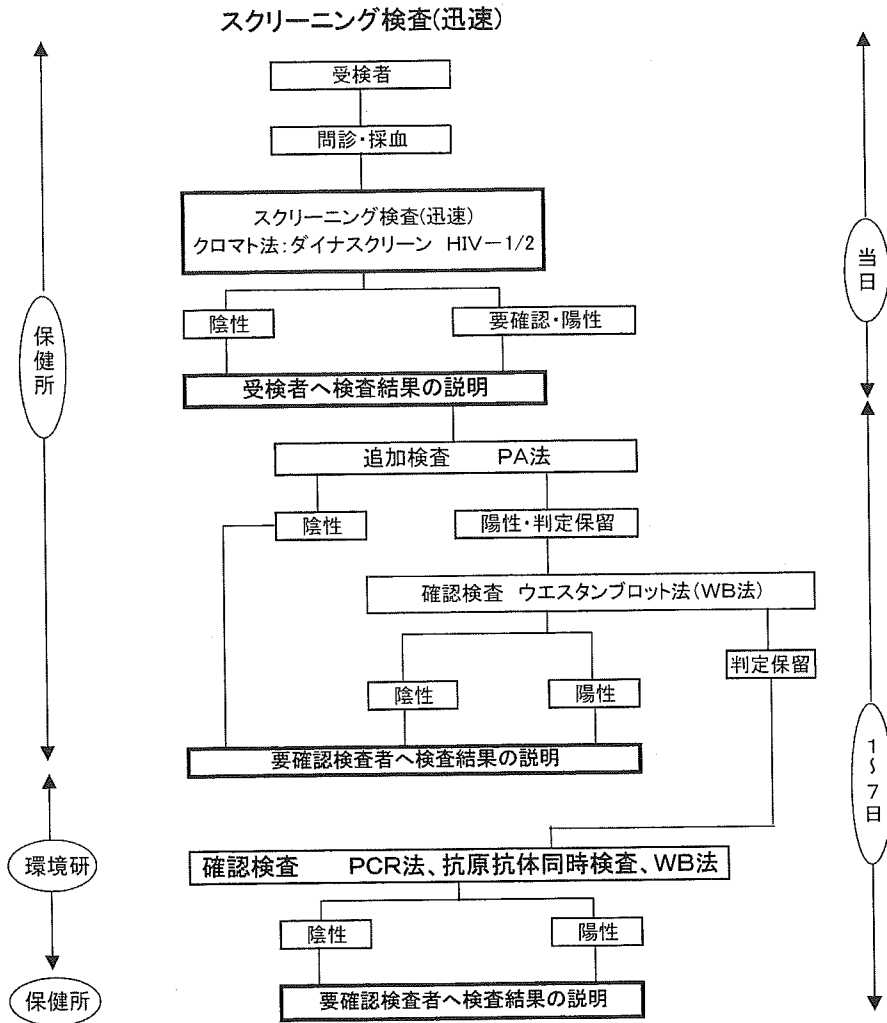 スクリーニング検査(迅速)
受検者
問診・採血
スクリーニング検査(迅速)
クロマト法:ダイナスクリーン HIV-1/2
当日
陰性
要確認・陽性
保健所
受検者へ検査結果の説明
追加検査 PA法
陰性
陽性・判定保留
確認検査 ウエスタンブロット法(WB法)
判定保留
陰性
陽性
要確認検査者へ検査結果の説明
1~7日
環境研
確認検査 PCR法、抗原抗体同時検査、WB法
陰性
陽性
保健所
要確認検査者へ検査結果の説明